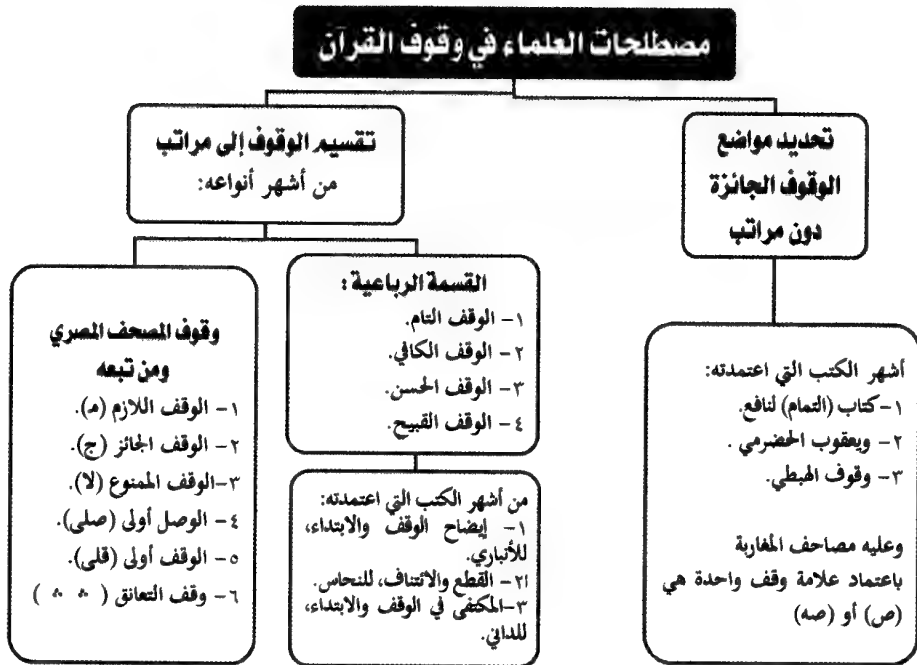 مصطلحات العلماء في وقوف القرآن
تحديد مواضع
الوقوف الجائزة
دون مراتب
أشهر الكتب التي اعتمدته:
١- كتاب (التمام) لنافع.
٢- ويعقوب الحضرمي .
٣- وقوف الهبطي.
وعليه مصاحف المغاربة
باعتماد علامة وقف واحدة هي
(ص) أو (صه)
تقسيم الوقوف إلى مراتب
من أشهر أنواعه:
القسمة الرباعية :
١- الوقف التام.
٢- الوقف الكافي.
٣- الوقف الحسن.
٤- الوقف القبيح.
من أشهر الكتب التي اعتمدته:
١- إيضاح الوقف والابتداء،
للأنباري.
٢- القطع والائتناف، للنحاس.
٣-المكتفى في الوقف والابتداء،
للداني.
وقوف المصحف المصري
ومن تبعه
١- الوقف اللازم (مـ).
٢- الوقف الجائز (ج).
٣-الوقف الممنوع (لا).
٤- الوصل أولى (صلى).
٥- الوقف أولى (قلى).
٦- وقف التعانق ( ∴ ∴ )